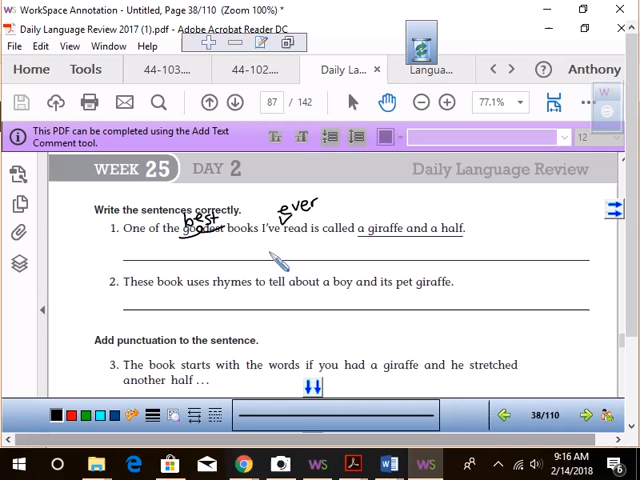 WorkSpace Annotation - Untitled, Page 38/110 (Zoom 100%) *
Daily Language Review 2017 (1).pdf - Adobe Acrobat Reader DC
File Edit View Window Help
Home Tools 44-103.... 44-102.... Daily La... × Langua... Anthony
87 / 142 77.1%
This PDF can be completed using the Add Text
Comment tool. 12
WEEK 25 DAY 2 Daily Language Review
Write the sentences correctly.
best ever
1. One of the goodest books I've read is called a giraffe and a half.
2. These book uses rhymes to tell about a boy and its pet giraffe.
Add punctuation to the sentence.
3. The book starts with the words if you had a giraffe and he stretched
another half ...
38/110
9:16 AM
2/14/2018
6